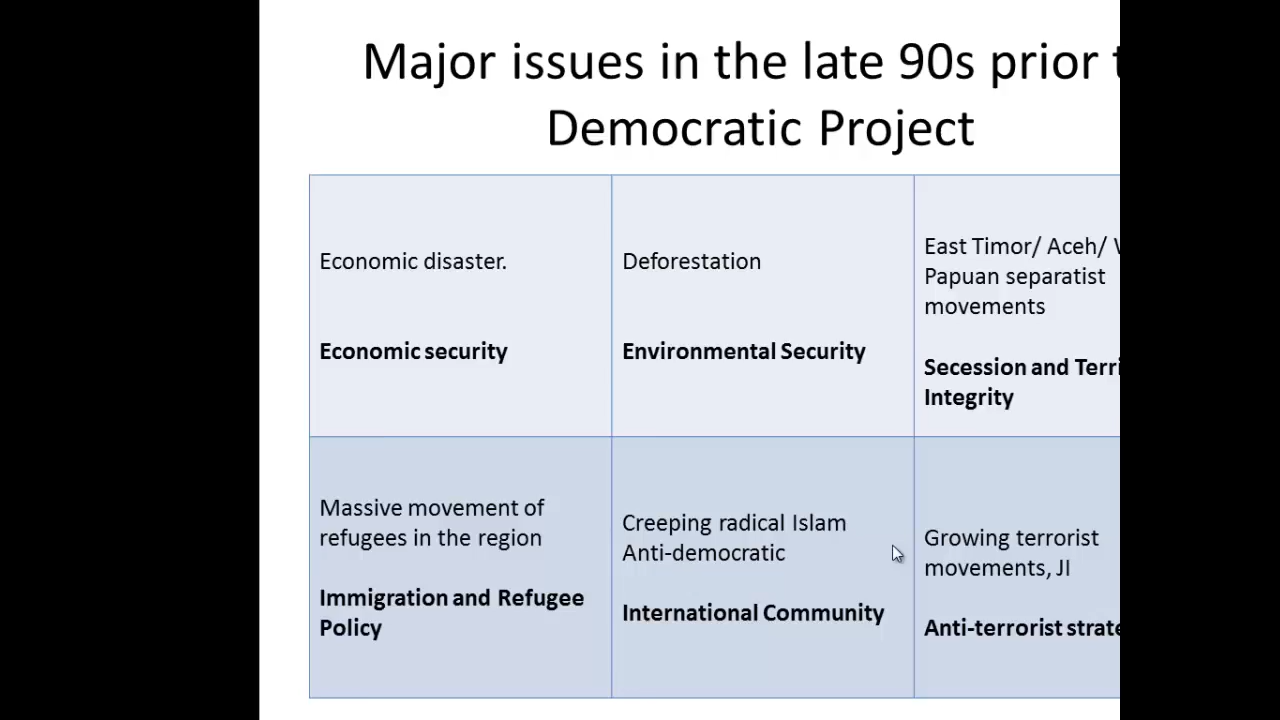 Major issues in the late 90s prior
Democratic Project
Economic disaster.
Economic security
Deforestation
Environmental Security
East Timor/ Aceh/
Papuan separatist
movements
Secession and
Integrity
Massive movement of
refugees in the region
Immigration and Refugee
Policy
Creeping radical Islam
Anti-democratic
International Community
Growing terrorist
movements, JI
Anti-terrorist